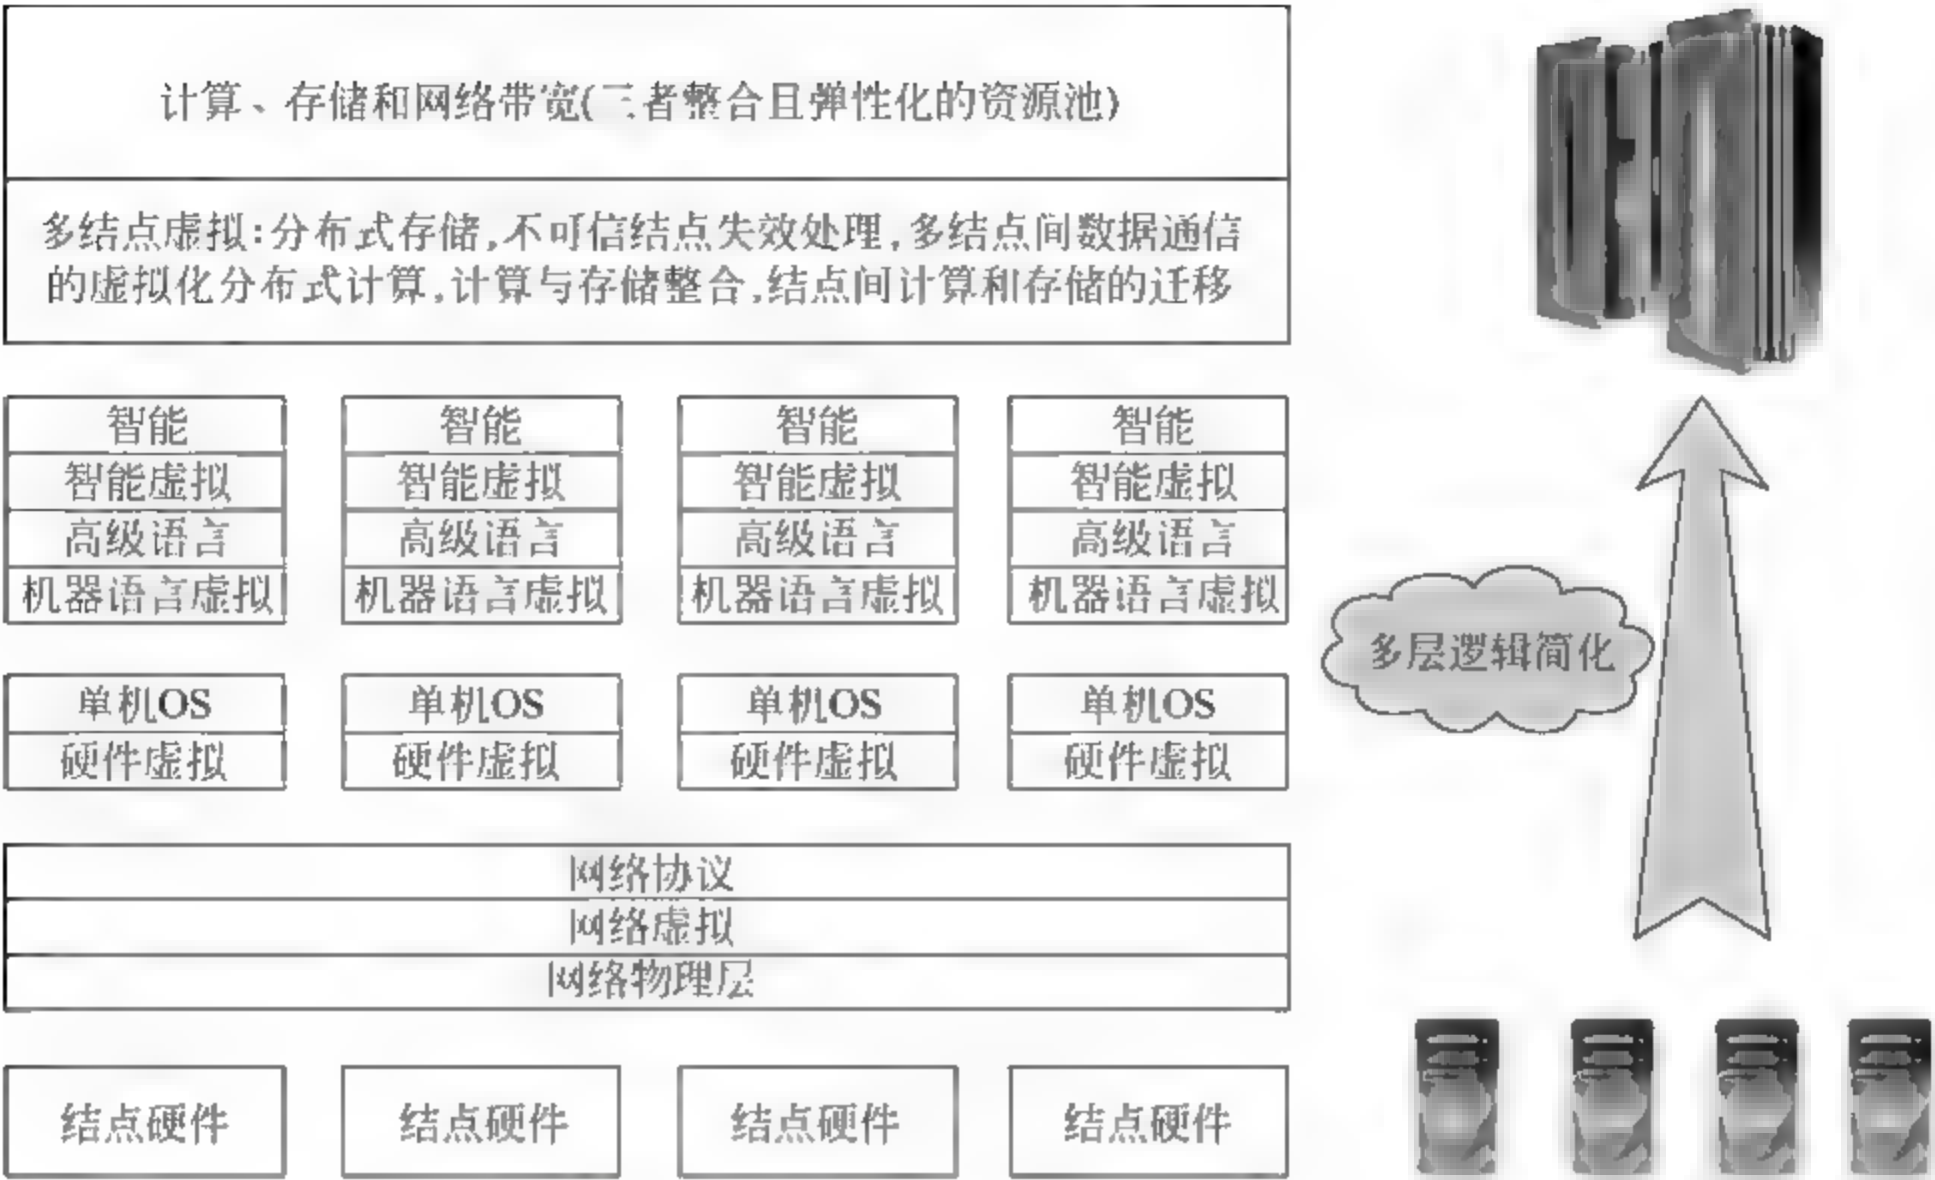 计算、存储和网络带宽(三者整合且弹性化的资源池)
多结点虚拟:分布式存储,不可信结点失效处理,多结点间数据通信
的虚拟化分布式计算,计算与存储整合,结点间计算和存储的迁移
智能 智能 智能 智能
智能虚拟 智能虚拟 智能虚拟 智能虚拟
高级语言 高级语言 高级语言 高级语言
机器语言虚拟 机器语言虚拟 机器语言虚拟 机器语言虚拟
多层逻辑简化
单机OS 单机OS 单机OS 单机OS
硬件虚拟 硬件虚拟 硬件虚拟 硬件虚拟
网络协议
网络虚拟
网络物理层
结点硬件 结点硬件 结点硬件 结点硬件